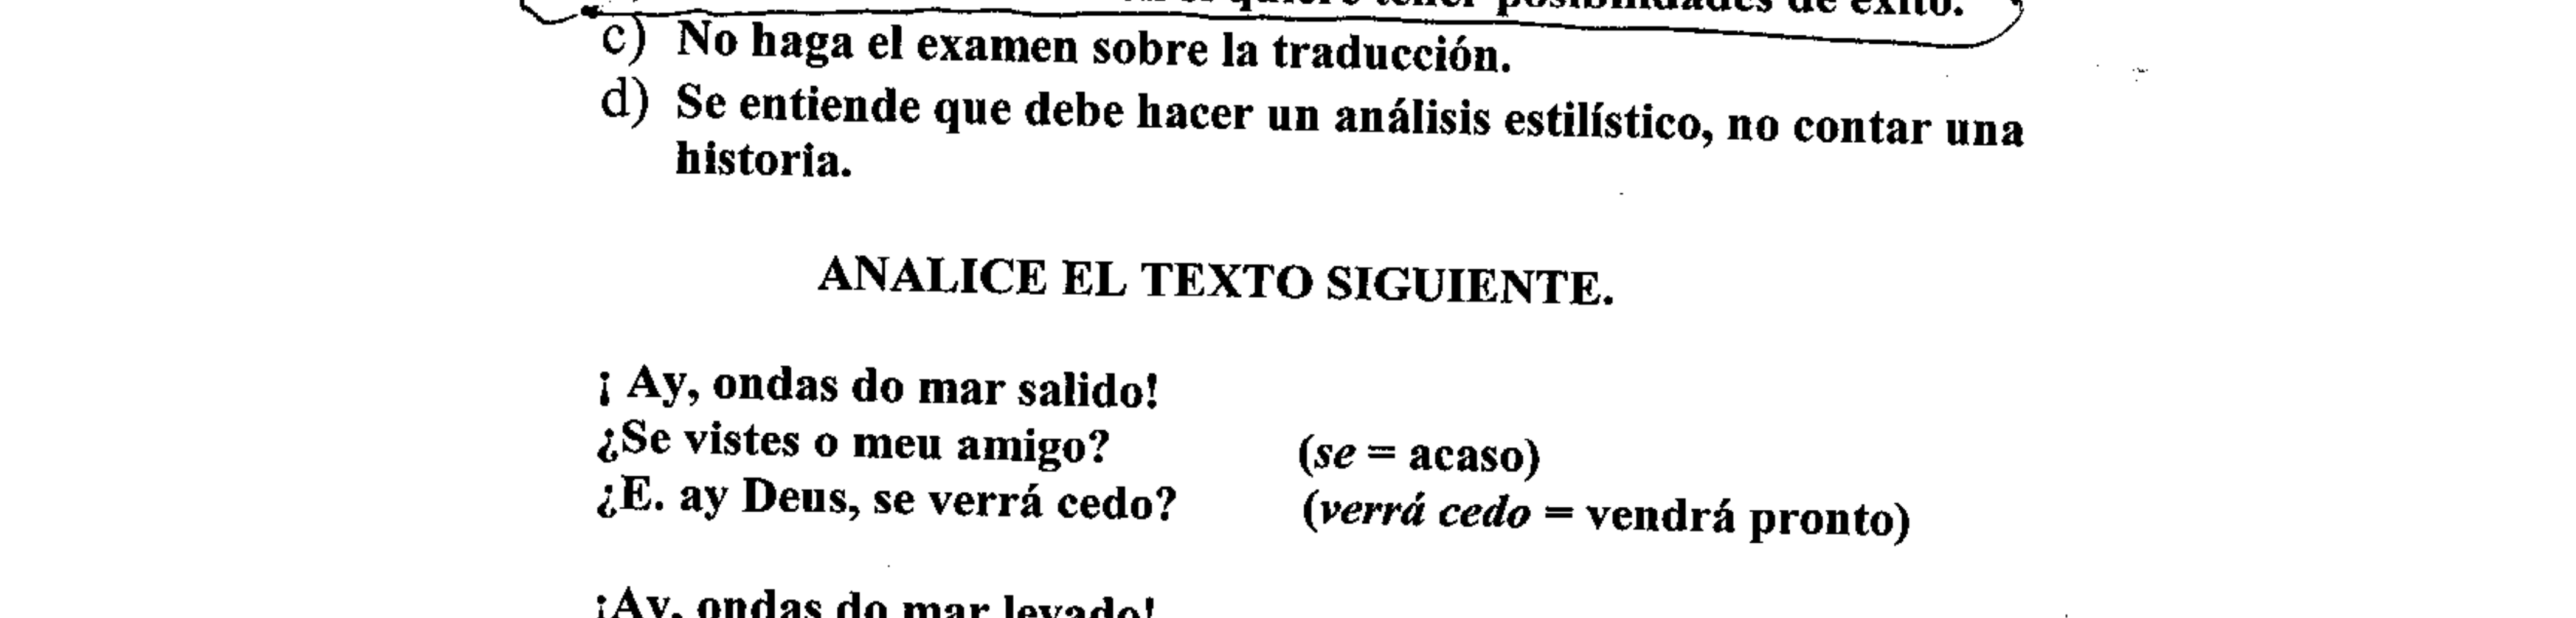 quiere tener posibilidades de éxito.
c) No haga el examen sobre la traducción.
d) Se entiende que debe hacer un análisis estilístico, no contar una
historia.
ANALICE EL TEXTO SIGUIENTE.
¡ Ay, ondas do mar salido!
¿Se vistes o meu amigo? (se = acaso)
¿E. ay Deus, se verrá cedo? (verrá cedo = vendrá pronto)
¡Ay, ondas do mar levado!